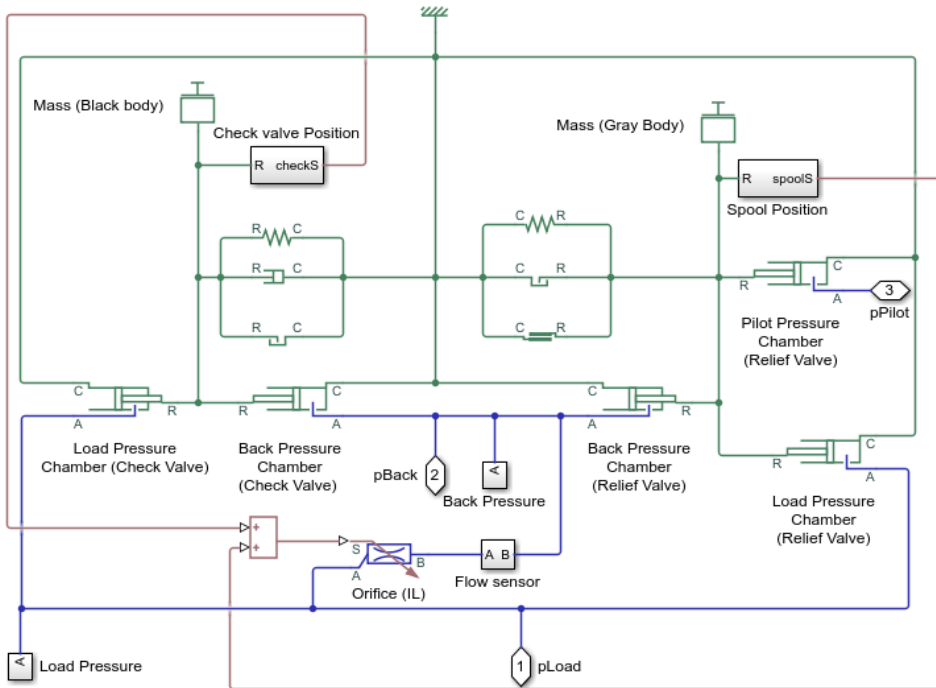 Mass (Black body)
Check valve Position
R checkS
Mass (Gray Body)
R spoolS
Spool Position
R C
C R
R C
C R
R C
C R
C
R
A
3
pPilot
Pilot Pressure
Chamber
(Relief Valve)
C
R
A
Load Pressure
Chamber (Check Valve)
C
R
A
Back Pressure
Chamber
(Check Valve)
C
R
A
Back Pressure
Chamber
(Relief Valve)
C
R
A
Load Pressure
Chamber
(Relief Valve)
pBack
2
A
Back Pressure
+
+
S
A
B
Orifice (IL)
A B
Flow sensor
A
Load Pressure
1
pLoad